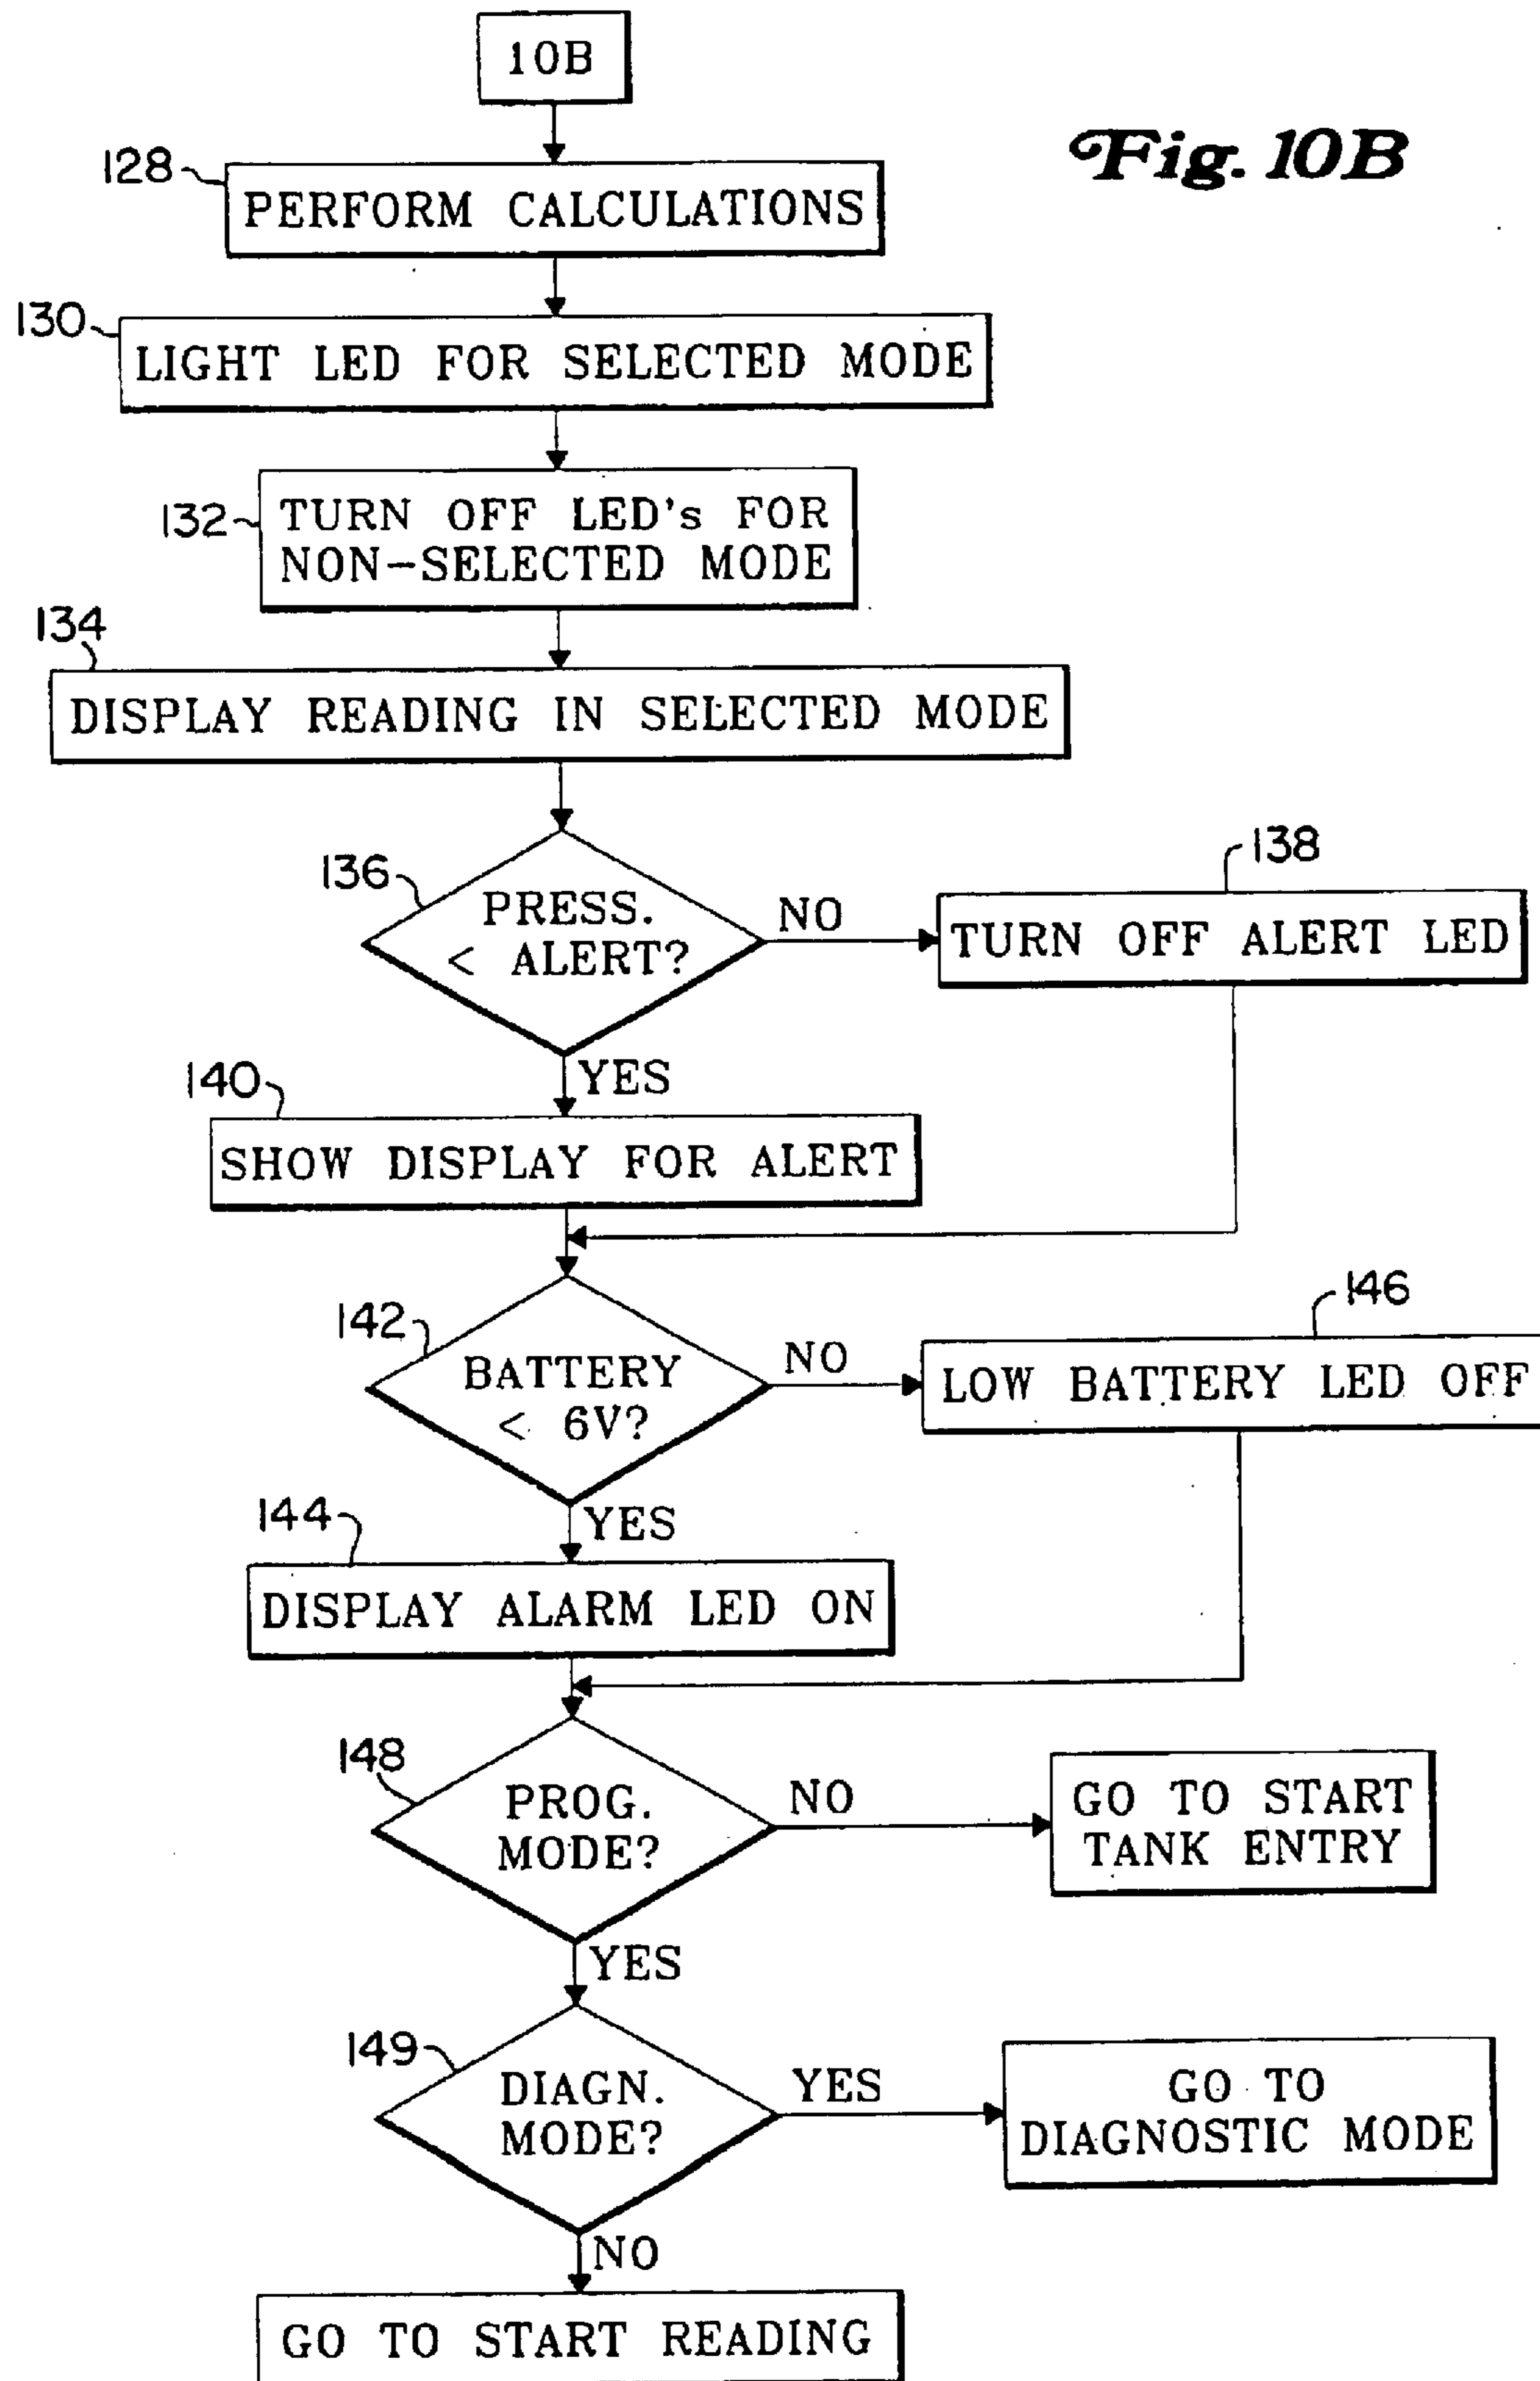 10B
Fig. 10B
128
PERFORM CALCULATIONS
130
LIGHT LED FOR SELECTED MODE
132
TURN OFF LED's FOR
NON-SELECTED MODE
134
DISPLAY READING IN SELECTED MODE
136
PRESS.
< ALERT?
NO
138
TURN OFF ALERT LED
YES
140
SHOW DISPLAY FOR ALERT
142
BATTERY
< 6V?
NO
146
LOW BATTERY LED OFF
YES
144
DISPLAY ALARM LED ON
148
PROG.
MODE?
NO
GO TO START
TANK ENTRY
YES
149
DIAGN.
MODE?
YES
GO TO
DIAGNOSTIC MODE
NO
GO TO START READING